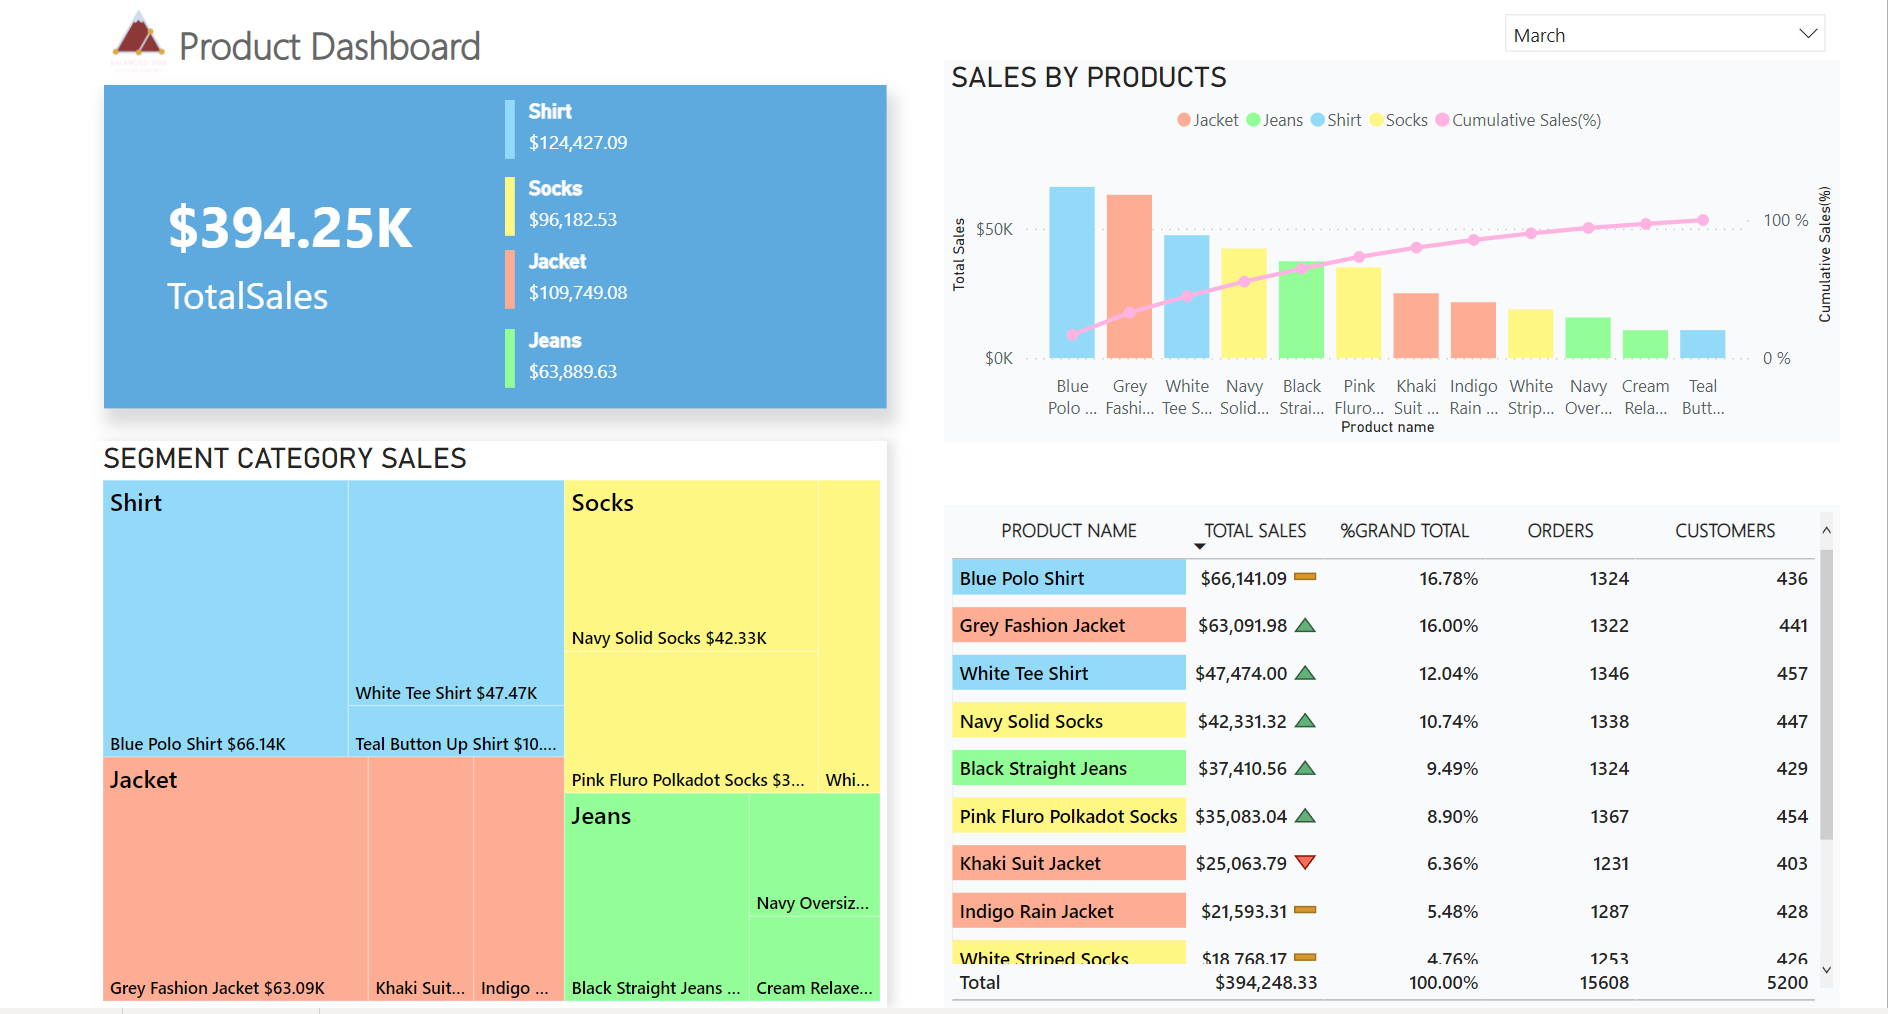 Product Dashboard
March
$394.25K
TotalSales
Shirt
$124,427.09
Socks
$96,182.53
Jacket
$109,749.08
Jeans
$63,889.63
SALES BY PRODUCTS
Jacket Jeans Shirt Socks Cumulative Sales(%)
Total Sales
$50K
$0K
100 %
0 %
Cumulative Sales(%)
Blue Grey White Navy Black Pink Khaki Indigo White Navy Cream Teal
Polo ... Fashi... Tee S... Solid... Strai... Fluro... Suit ... Rain ... Strip... Over... Rela... Butt...
Product name
SEGMENT CATEGORY SALES
Shirt
Blue Polo Shirt $66.14K
White Tee Shirt $47.47K
Teal Button Up Shirt $10....
Socks
Navy Solid Socks $42.33K
Pink Fluro Polkadot Socks $3...
Whi...
Jacket
Grey Fashion Jacket $63.09K
Khaki Suit...
Indigo ...
Jeans
Black Straight Jeans ...
Navy Oversiz...
Cream Relaxe...
PRODUCT NAME TOTAL SALES %GRAND TOTAL ORDERS CUSTOMERS
Blue Polo Shirt $66,141.09 16.78% 1324 436
Grey Fashion Jacket $63,091.98 16.00% 1322 441
White Tee Shirt $47,474.00 12.04% 1346 457
Navy Solid Socks $42,331.32 10.74% 1338 447
Black Straight Jeans $37,410.56 9.49% 1324 429
Pink Fluro Polkadot Socks $35,083.04 8.90% 1367 454
Khaki Suit Jacket $25,063.79 6.36% 1231 403
Indigo Rain Jacket $21,593.31 5.48% 1287 428
White Striped Socks $18,768.17 4.76% 1253 426
Total $394,248.33 100.00% 15608 5200